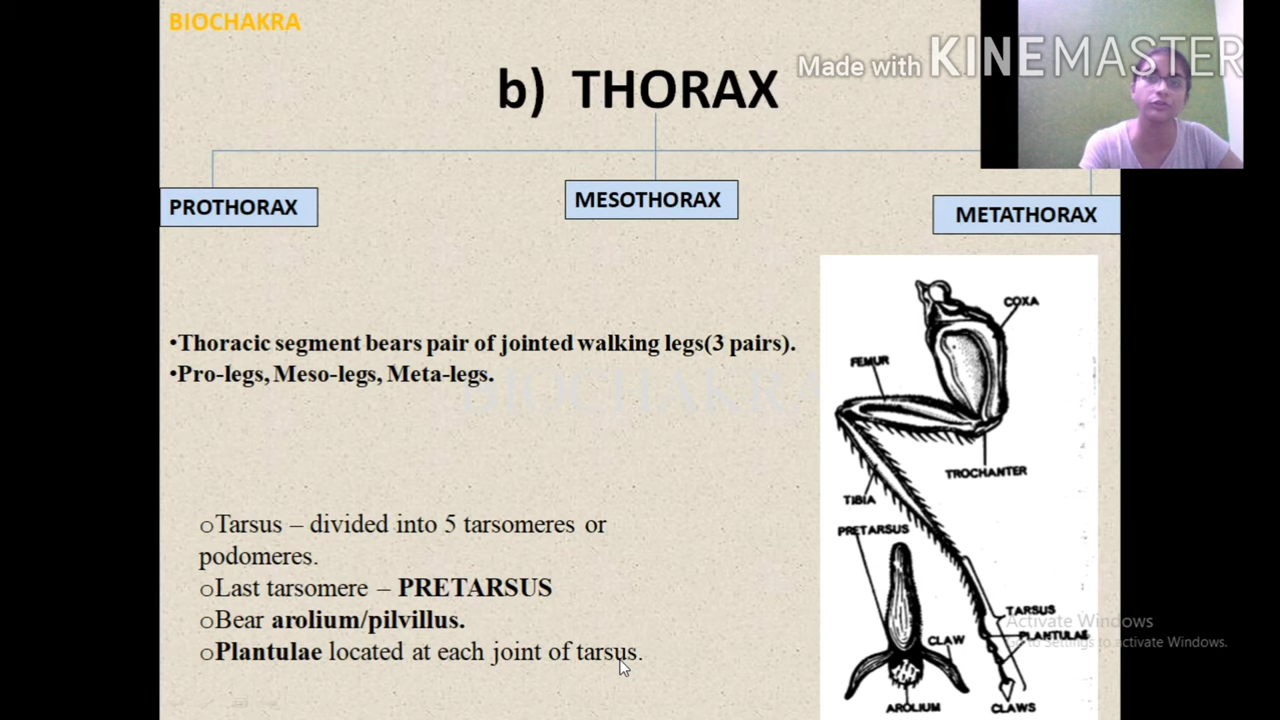 BIOCHAKRA
Made with KINEMASTER
b) THORAX
PROTHORAX
MESOTHORAX
METATHORAX
•Thoracic segment bears pair of jointed walking legs(3 pairs).
•Pro-legs, Meso-legs, Meta-legs.
BIOCHAKRA
oTarsus – divided into 5 tarsomeres or
podomeres.
oLast tarsomere – PRETARSUS
oBear arolium/pilvillus.
oPlantulae located at each joint of tarsus.
COXA
FEMUR
TROCHANTER
TIBIA
PRETARSUS
TARSUS
PLANTULAE
CLAW
AROLIUM
CLAWS
Activate Windows
Go to Settings to activate Windows.